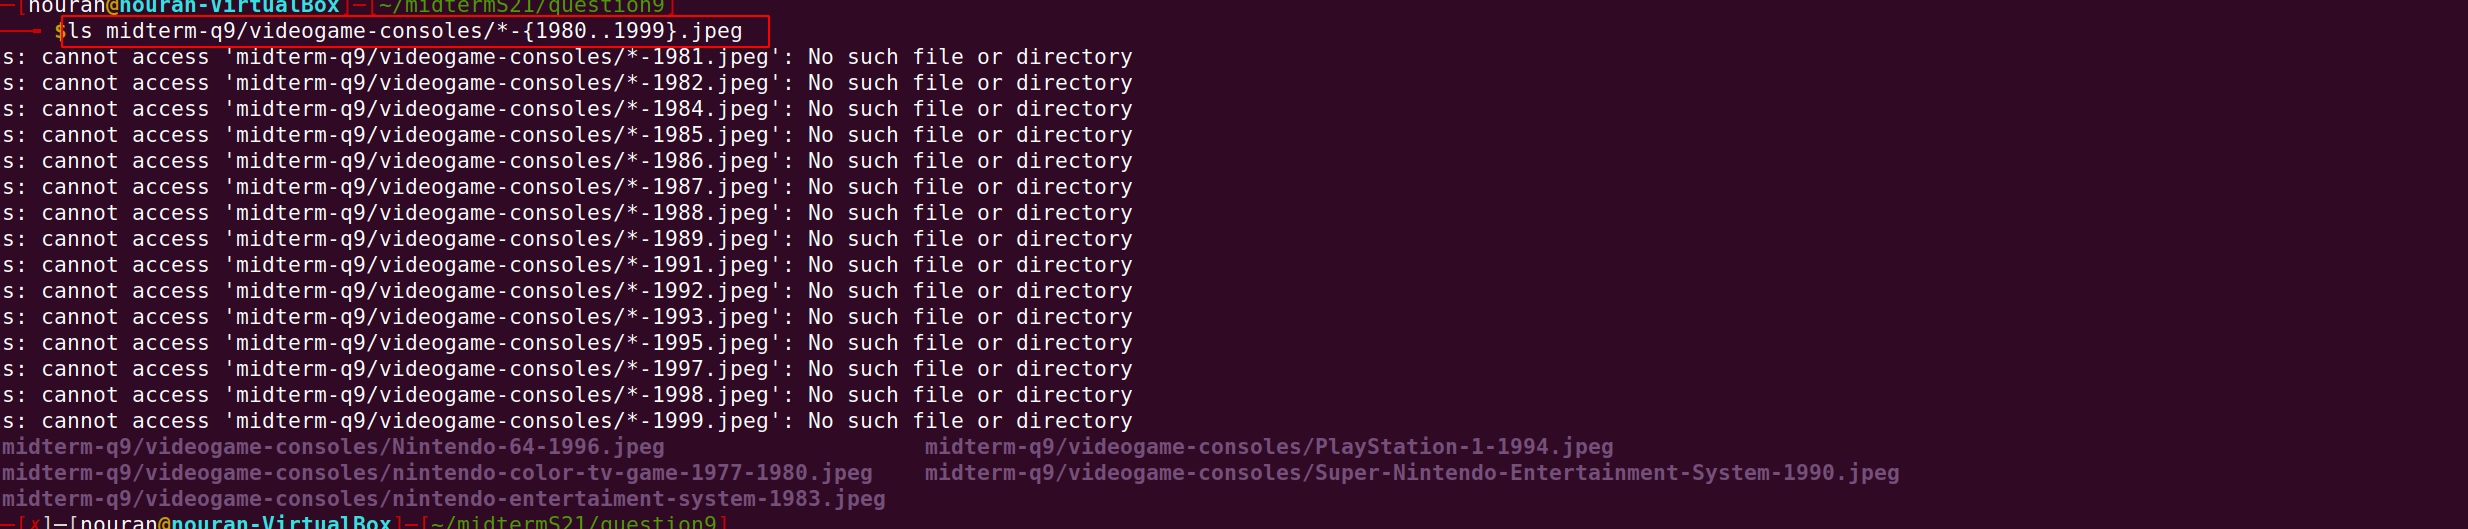 ─[nouran@nouran-VirtualBox]─[~/midtermS21/question9]
──╼ $ls midterm-q9/videogame-consoles/*-{1980..1999}.jpeg
s: cannot access 'midterm-q9/videogame-consoles/*-1981.jpeg': No such file or directory
s: cannot access 'midterm-q9/videogame-consoles/*-1982.jpeg': No such file or directory
s: cannot access 'midterm-q9/videogame-consoles/*-1984.jpeg': No such file or directory
s: cannot access 'midterm-q9/videogame-consoles/*-1985.jpeg': No such file or directory
s: cannot access 'midterm-q9/videogame-consoles/*-1986.jpeg': No such file or directory
s: cannot access 'midterm-q9/videogame-consoles/*-1987.jpeg': No such file or directory
s: cannot access 'midterm-q9/videogame-consoles/*-1988.jpeg': No such file or directory
s: cannot access 'midterm-q9/videogame-consoles/*-1989.jpeg': No such file or directory
s: cannot access 'midterm-q9/videogame-consoles/*-1991.jpeg': No such file or directory
s: cannot access 'midterm-q9/videogame-consoles/*-1992.jpeg': No such file or directory
s: cannot access 'midterm-q9/videogame-consoles/*-1993.jpeg': No such file or directory
s: cannot access 'midterm-q9/videogame-consoles/*-1995.jpeg': No such file or directory
s: cannot access 'midterm-q9/videogame-consoles/*-1997.jpeg': No such file or directory
s: cannot access 'midterm-q9/videogame-consoles/*-1998.jpeg': No such file or directory
s: cannot access 'midterm-q9/videogame-consoles/*-1999.jpeg': No such file or directory
midterm-q9/videogame-consoles/Nintendo-64-1996.jpeg midterm-q9/videogame-consoles/PlayStation-1-1994.jpeg
midterm-q9/videogame-consoles/nintendo-color-tv-game-1977-1980.jpeg midterm-q9/videogame-consoles/Super-Nintendo-Entertainment-System-1990.jpeg
midterm-q9/videogame-consoles/nintendo-entertaiment-system-1983.jpeg
─[✗]─[nouran@nouran-VirtualBox]─[~/midtermS21/question9]